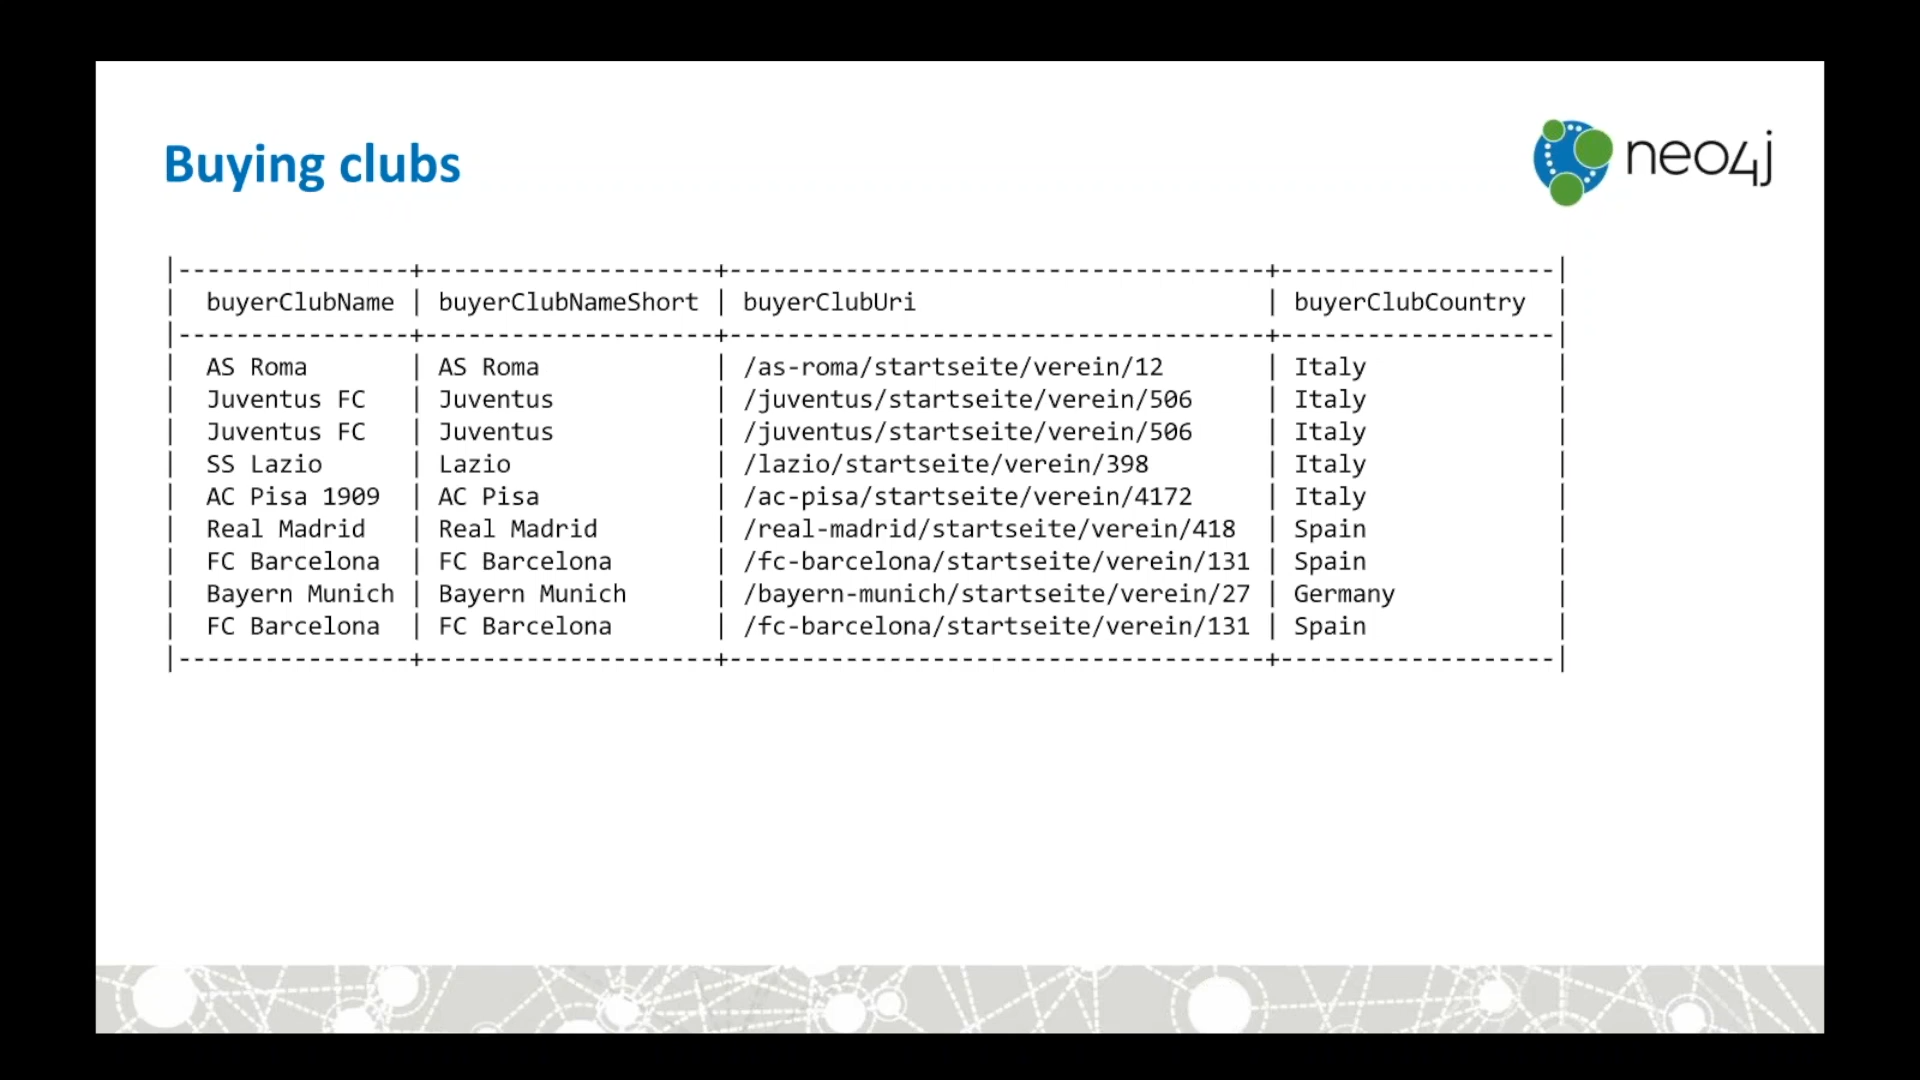 Buying clubs
neo4j
|----------------+---------------------+--------------------------------------+-------------------|
| buyerClubName | buyerClubNameShort | buyerClubUri | buyerClubCountry |
|----------------+---------------------+--------------------------------------+-------------------|
| AS Roma | AS Roma | /as-roma/startseite/verein/12 | Italy |
| Juventus FC | Juventus | /juventus/startseite/verein/506 | Italy |
| Juventus FC | Juventus | /juventus/startseite/verein/506 | Italy |
| SS Lazio | Lazio | /lazio/startseite/verein/398 | Italy |
| AC Pisa 1909 | AC Pisa | /ac-pisa/startseite/verein/4172 | Italy |
| Real Madrid | Real Madrid | /real-madrid/startseite/verein/418 | Spain |
| FC Barcelona | FC Barcelona | /fc-barcelona/startseite/verein/131 | Spain |
| Bayern Munich | Bayern Munich | /bayern-munich/startseite/verein/27 | Germany |
| FC Barcelona | FC Barcelona | /fc-barcelona/startseite/verein/131 | Spain |
|----------------+---------------------+--------------------------------------+-------------------|